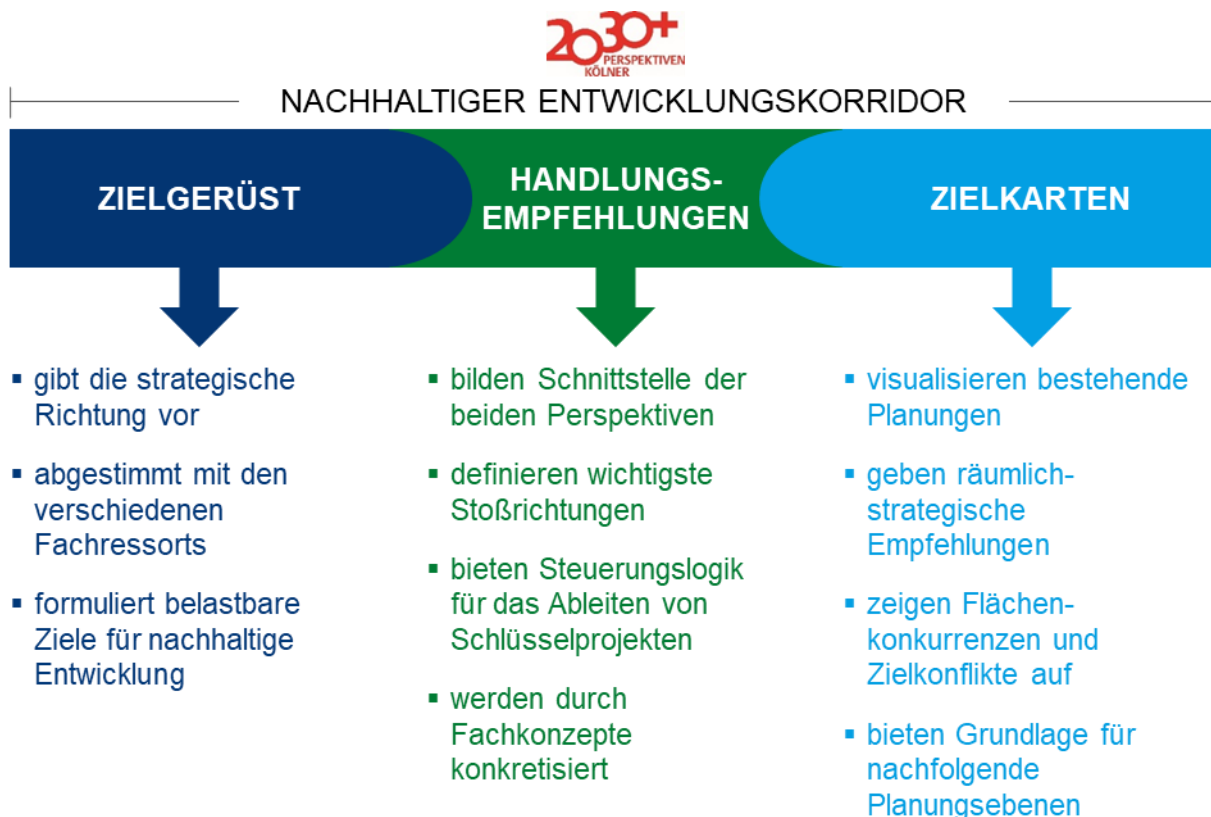 2030+
PERSPEKTIVEN
KÖLNER
NACHHALTIGER ENTWICKLUNGSKORRIDOR
ZIELGERÜST
HANDLUNGS-
EMPFEHLUNGEN
ZIELKARTEN
▪ gibt die strategische
Richtung vor
▪ abgestimmt mit den
verschiedenen
Fachressorts
▪ formuliert belastbare
Ziele für nachhaltige
Entwicklung
▪ bilden Schnittstelle der
beiden Perspektiven
▪ definieren wichtigste
Stoßrichtungen
▪ bieten Steuerungslogik
für das Ableiten von
Schlüsselprojekten
▪ werden durch
Fachkonzepte
konkretisiert
▪ visualisieren bestehende
Planungen
▪ geben räumlich-
strategische
Empfehlungen
▪ zeigen Flächen-
konkurrenzen und
Zielkonflikte auf
▪ bieten Grundlage für
nachfolgende
Planungsebenen